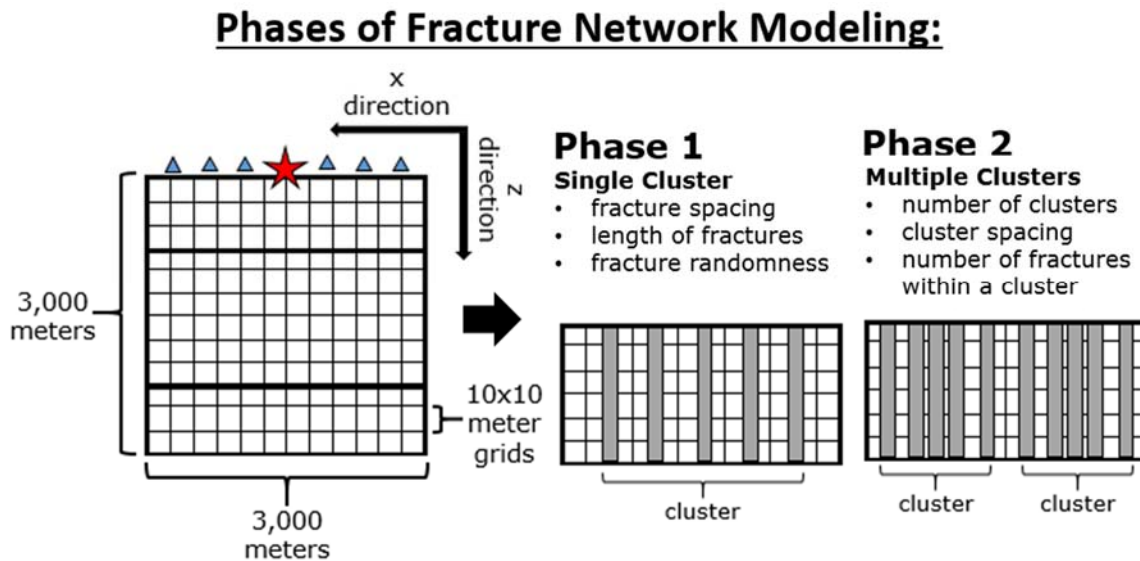 Phases of Fracture Network Modeling:
x
direction
z
direction
3,000
meters
10x10
meter
grids
3,000
meters
Phase 1
Single Cluster
• fracture spacing
• length of fractures
• fracture randomness
cluster
Phase 2
Multiple Clusters
• number of clusters
• cluster spacing
• number of fractures
within a cluster
cluster
cluster